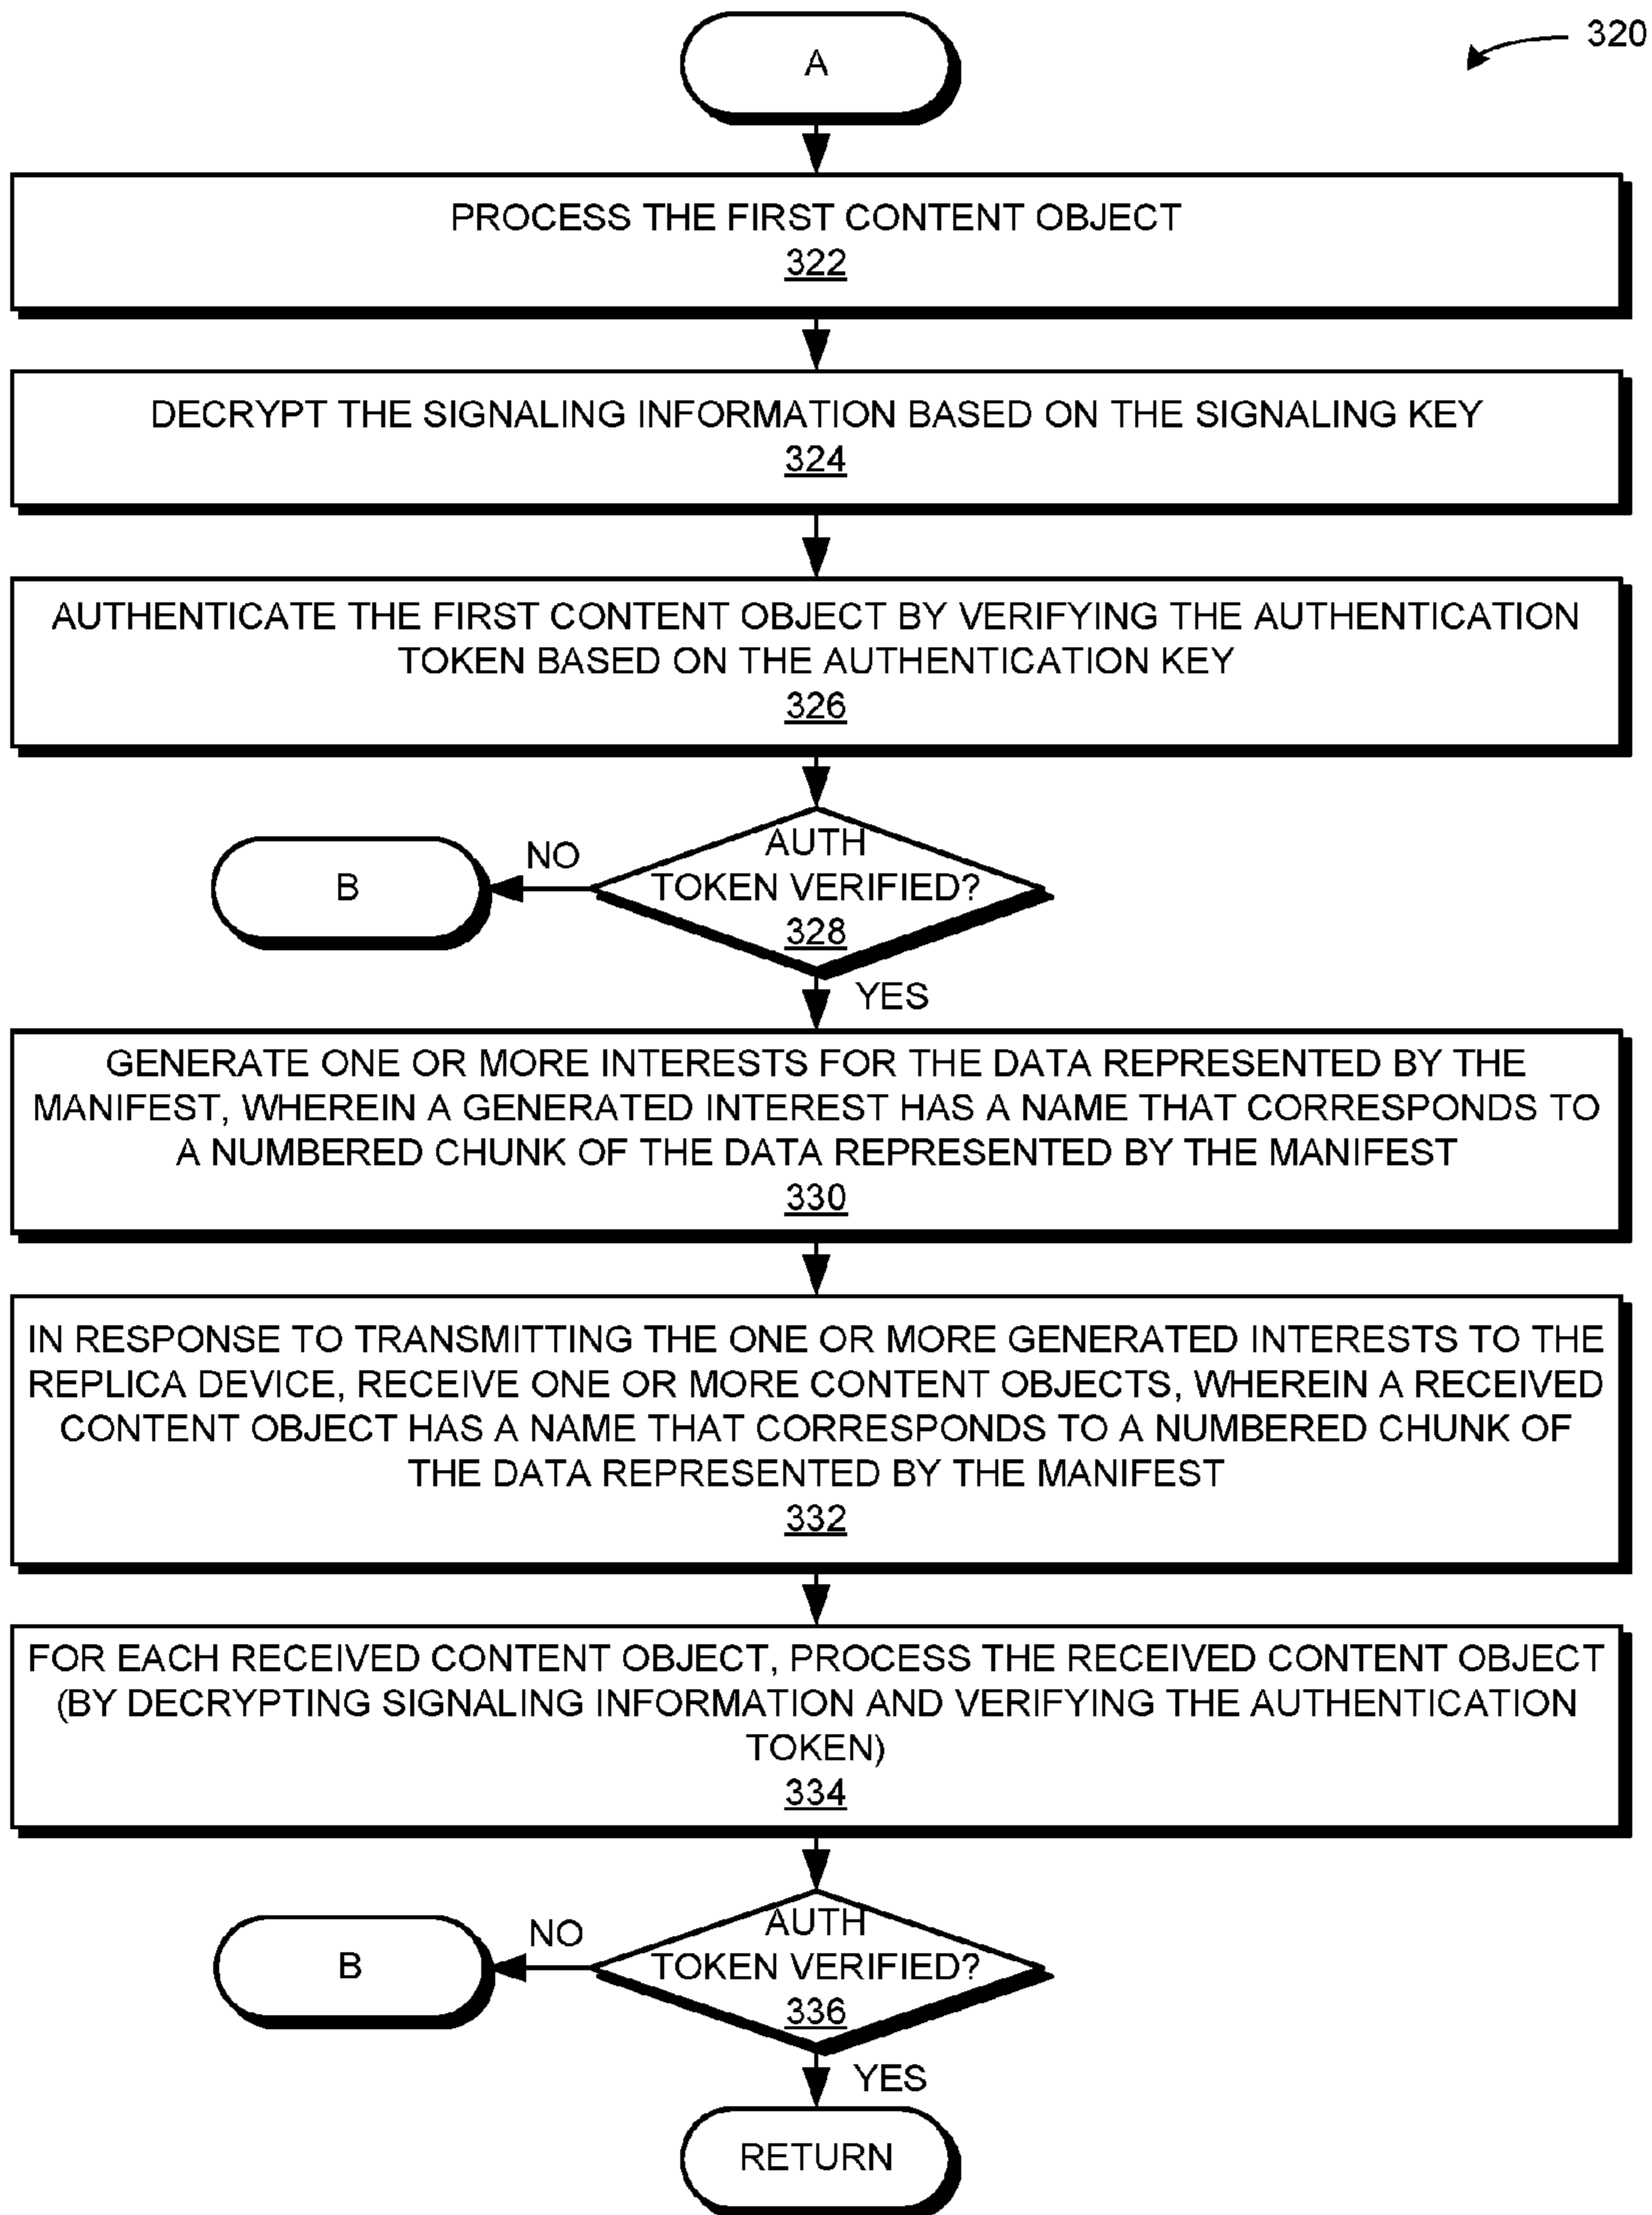 320
A
PROCESS THE FIRST CONTENT OBJECT
322
DECRYPT THE SIGNALING INFORMATION BASED ON THE SIGNALING KEY
324
AUTHENTICATE THE FIRST CONTENT OBJECT BY VERIFYING THE AUTHENTICATION
TOKEN BASED ON THE AUTHENTICATION KEY
326
AUTH
TOKEN VERIFIED?
328
NO
B
YES
GENERATE ONE OR MORE INTERESTS FOR THE DATA REPRESENTED BY THE
MANIFEST, WHEREIN A GENERATED INTEREST HAS A NAME THAT CORRESPONDS TO
A NUMBERED CHUNK OF THE DATA REPRESENTED BY THE MANIFEST
330
IN RESPONSE TO TRANSMITTING THE ONE OR MORE GENERATED INTERESTS TO THE
REPLICA DEVICE, RECEIVE ONE OR MORE CONTENT OBJECTS, WHEREIN A RECEIVED
CONTENT OBJECT HAS A NAME THAT CORRESPONDS TO A NUMBERED CHUNK OF
THE DATA REPRESENTED BY THE MANIFEST
332
FOR EACH RECEIVED CONTENT OBJECT, PROCESS THE RECEIVED CONTENT OBJECT
(BY DECRYPTING SIGNALING INFORMATION AND VERIFYING THE AUTHENTICATION
TOKEN)
334
AUTH
TOKEN VERIFIED?
336
NO
B
YES
RETURN